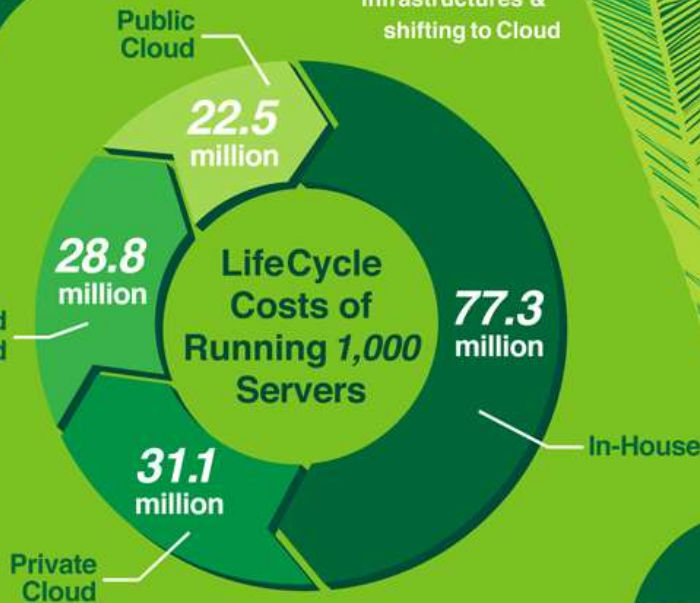 shifting to Cloud
Public
Cloud
22.5
million
28.8
million
LifeCycle
Costs of
Running 1,000
Servers
77.3
million
In-House
31.1
million
Private
Cloud